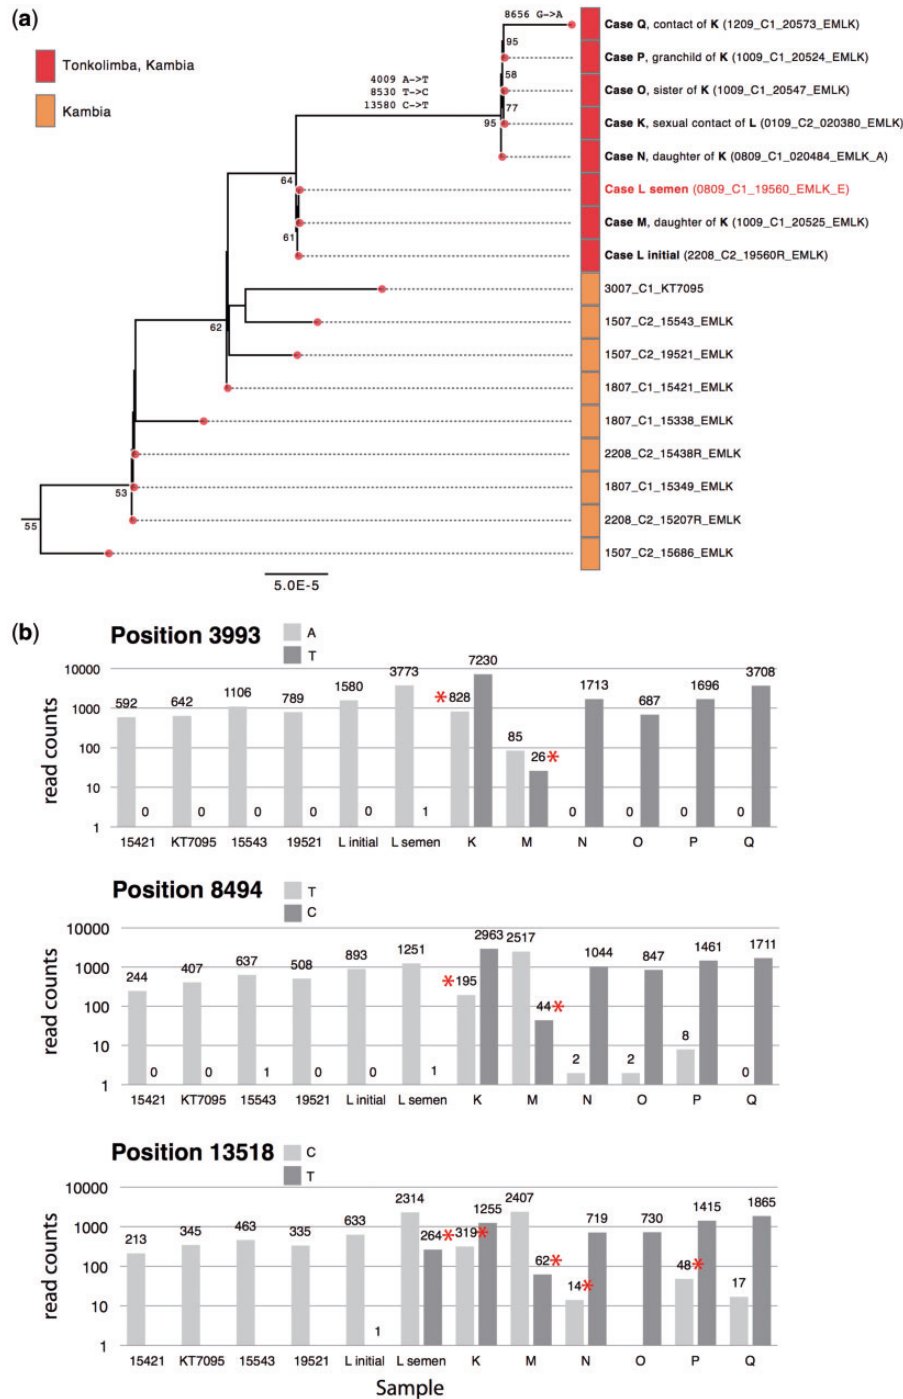 (a)
8656 G->A
Case Q, contact of K (1209_C1_20573_EMLK)
95
Tonkolimba, Kambia
Case P, granchild of K (1009_C1_20524_EMLK)
58
4009 A->T
8530 T->C
13580 C->T
Case O, sister of K (1009_C1_20547_EMLK)
Kambia
77
95
Case K, sexual contact of L (0109_C2_020380_EMLK)
Case N, daughter of K (0809_C1_020484_EMLK_A)
64
Case L semen (0809_C1_19560_EMLK_E)
Case M, daughter of K (1009_C1_20525_EMLK)
61
Case L initial (2208_C2_19560R_EMLK)
3007_C1_KT7095
62
1507_C2_15543_EMLK
1507_C2_19521_EMLK
1807_C1_15421_EMLK
1807_C1_15338_EMLK
2208_C2_15438R_EMLK
53
1807_C1_15349_EMLK
55
2208_C2_15207R_EMLK
1507_C2_15686_EMLK
5.0E-5
(b)
Position 3993
A
T
read counts
10000
1000
100
10
1
592 0 642 0 1106 0 789 0 1580 0 3773 1 * 828 7230 85 26 * 0 1713 0 687 0 1696 0 3708
15421 KT7095 15543 19521 L initial L semen K M N O P Q
Position 8494
T
C
read counts
10000
1000
100
10
1
244 0 407 0 637 1 508 0 893 0 1251 1 * 195 2963 2517 44 * 2 1044 2 847 8 1461 0 1711
15421 KT7095 15543 19521 L initial L semen K M N O P Q
Position 13518
C
T
read counts
10000
1000
100
10
1
213 345 463 335 633 1 2314 264 * 319 * 1255 2407 62 * 14 * 719 730 48 * 1415 17 1865
15421 KT7095 15543 19521 L initial L semen K M N O P Q
Sample